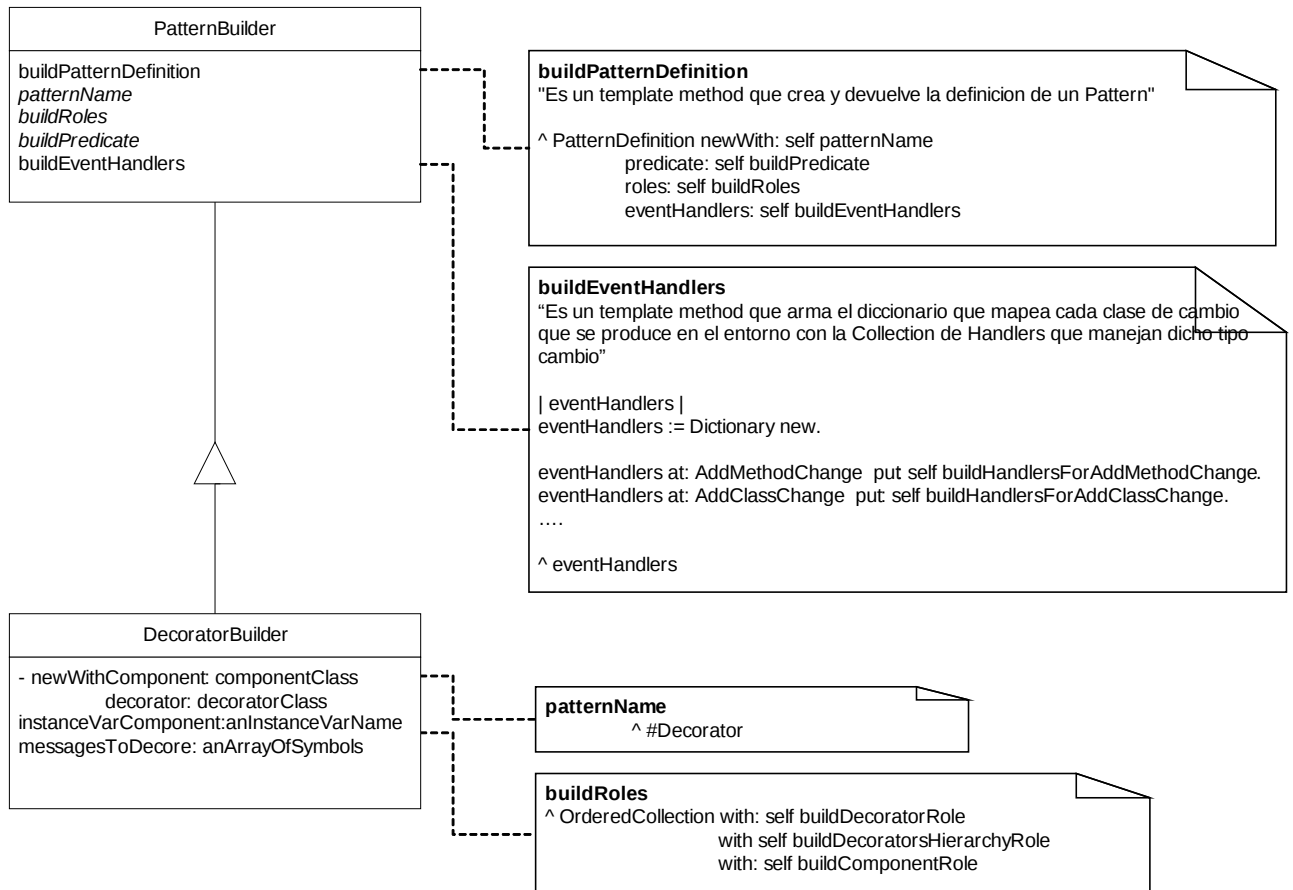 PatternBuilder
buildPatternDefinition
patternName
buildRoles
buildPredicate
buildEventHandlers
buildPatternDefinition
"Es un template method que crea y devuelve la definicion de un Pattern"
^ PatternDefinition newWith: self patternName
predicate: self buildPredicate
roles: self buildRoles
eventHandlers: self buildEventHandlers
buildEventHandlers
“Es un template method que arma el diccionario que mapea cada clase de cambio
que se produce en el entorno con la Collection de Handlers que manejan dicho tipo
cambio”
| eventHandlers |
eventHandlers := Dictionary new.
eventHandlers at: AddMethodChange put self buildHandlersForAddMethodChange.
eventHandlers at: AddClassChange put: self buildHandlersForAddClassChange.
….
^ eventHandlers
DecoratorBuilder
- newWithComponent: componentClass
decorator: decoratorClass
instanceVarComponent:anInstanceVarName
messagesToDecore: anArrayOfSymbols
patternName
^ #Decorator
buildRoles
^ OrderedCollection with: self buildDecoratorRole
with self buildDecoratorsHierarchyRole
with: self buildComponentRole